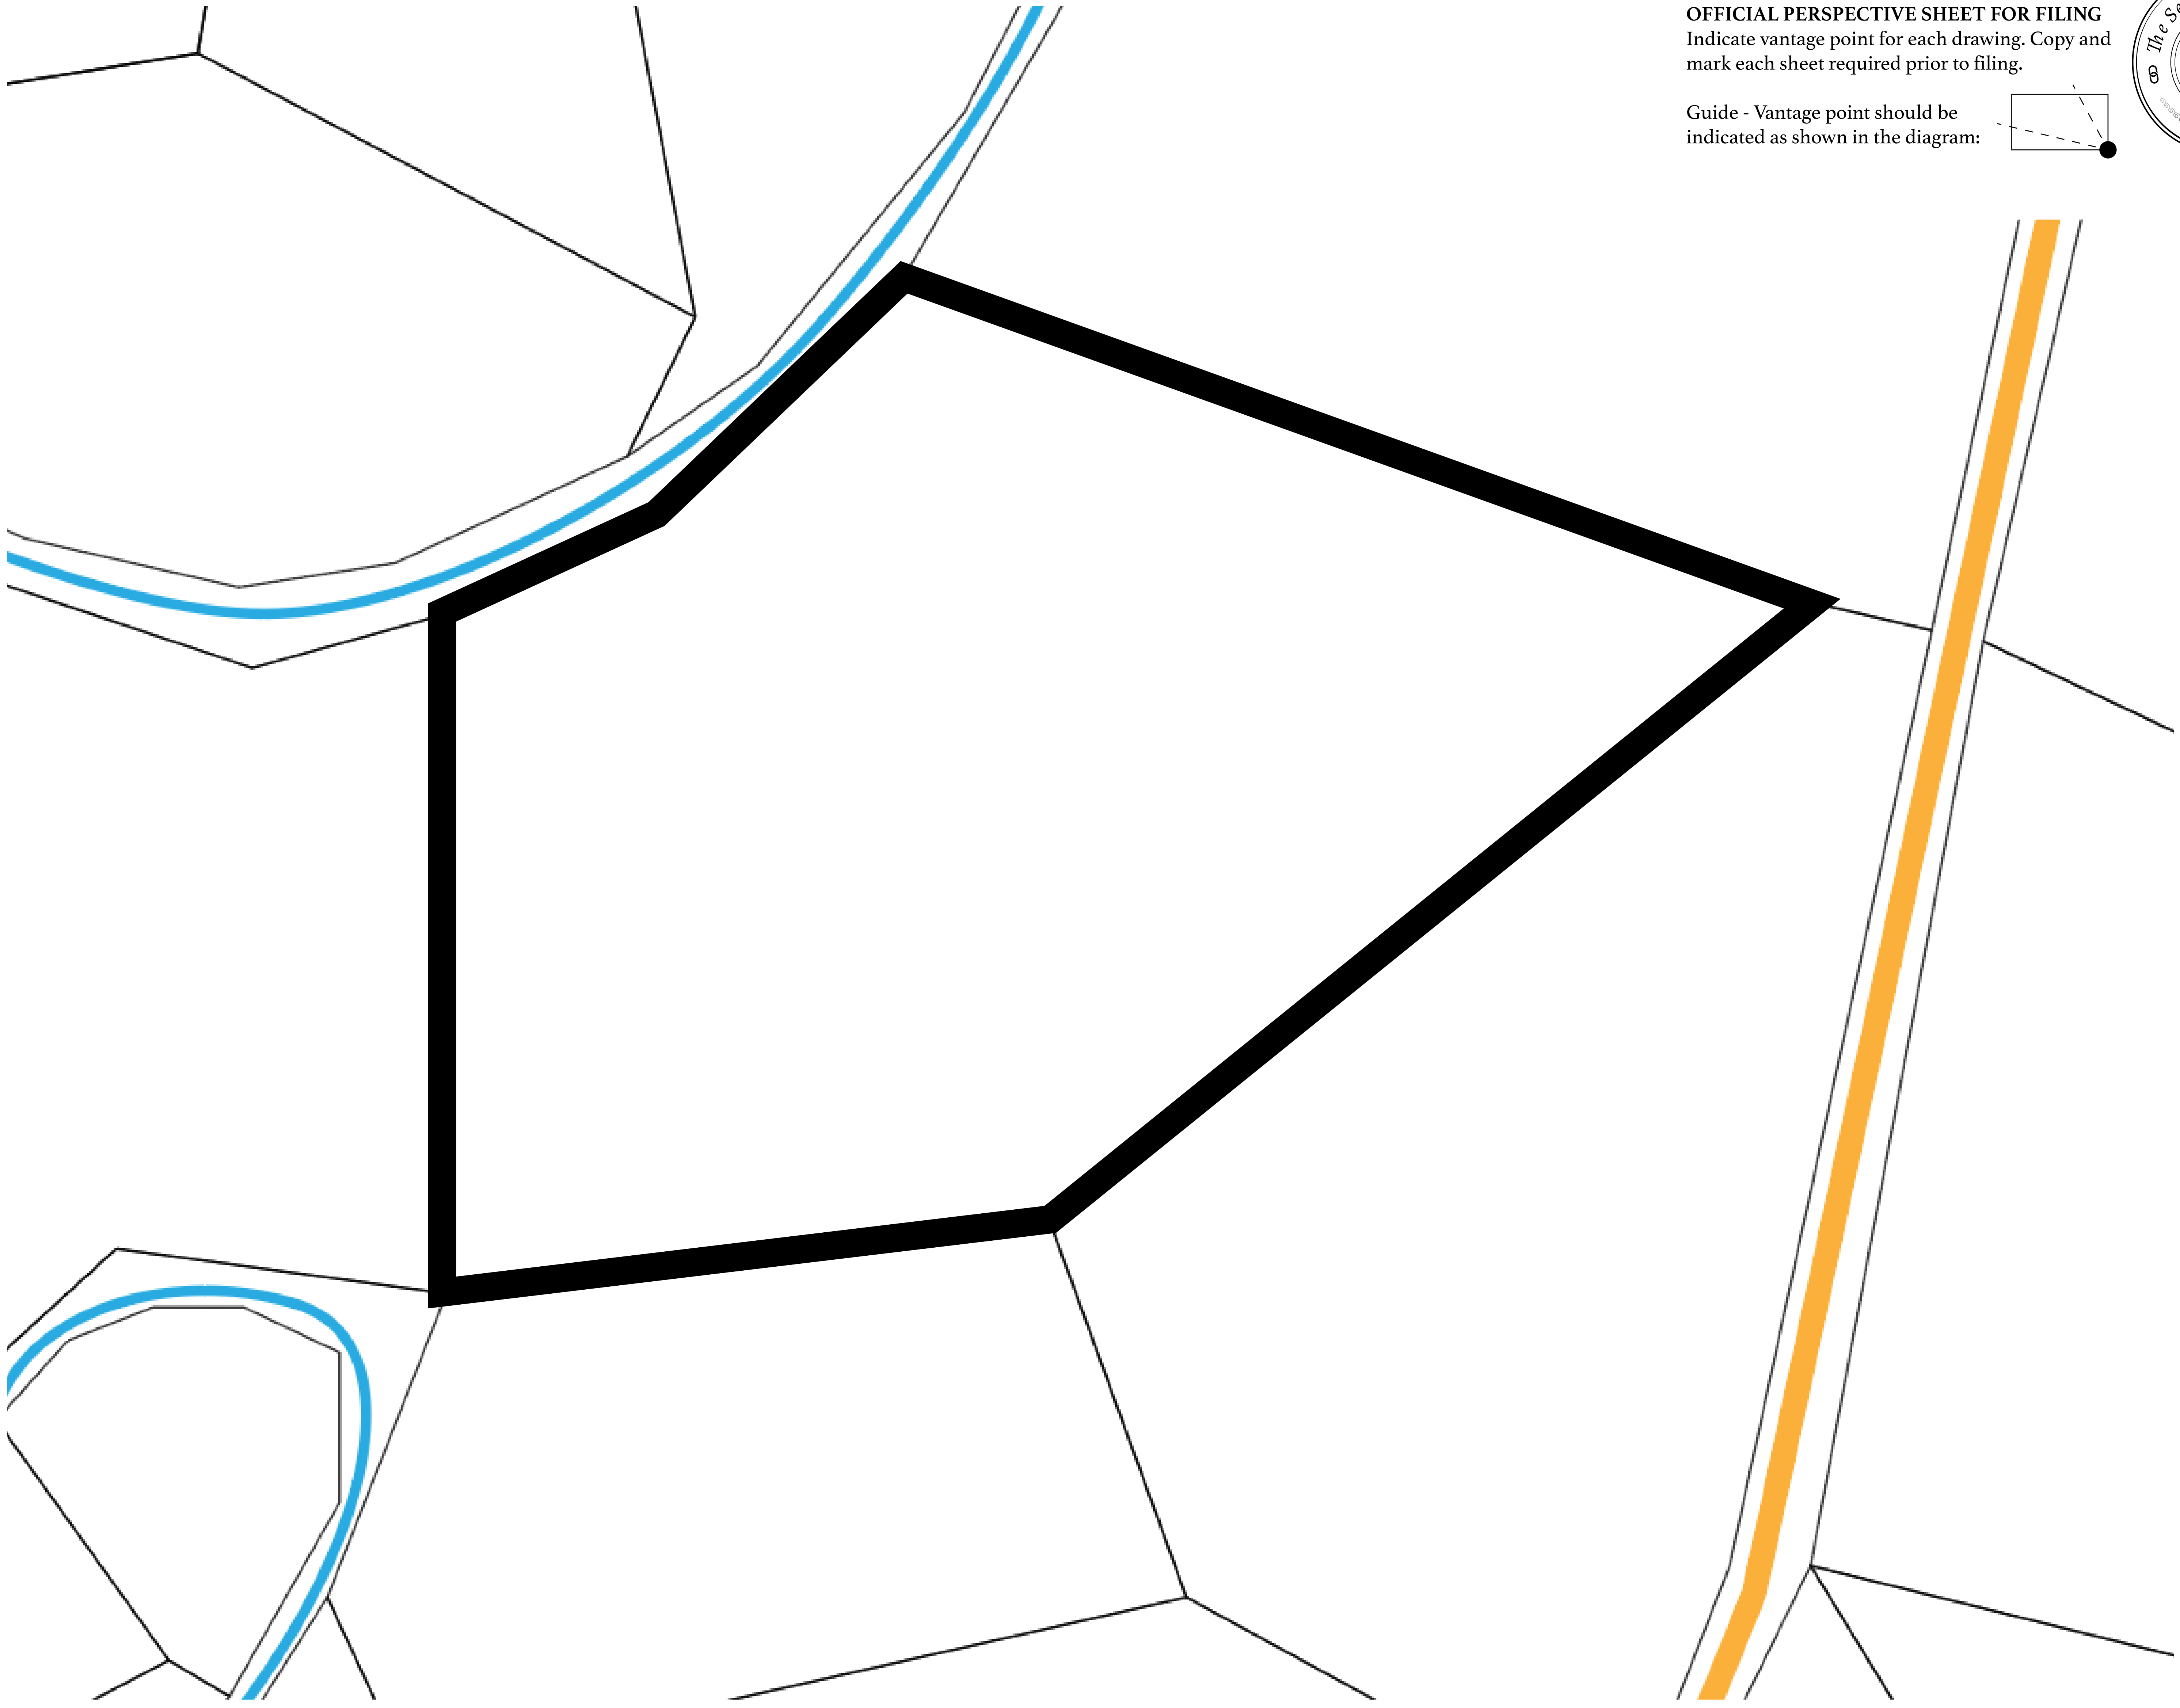 OFFICIAL PERSPECTIVE SHEET FOR FILING
Indicate vantage point for each drawing. Copy and
mark each sheet required prior to filing.
Guide - Vantage point should be
indicated as shown in the diagram:
The